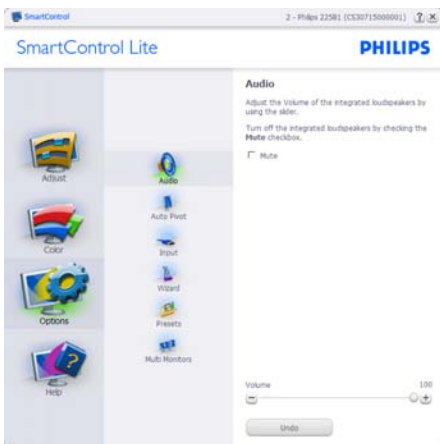 SmartControl
2 - Philips 225B1 (CS30715000001)
SmartControl Lite
PHILIPS
Adjust
Color
Options
Help
Audio
Auto Pivot
Input
Wizard
Presets
Multi Monitors
Audio
Adjust the Volume of the integrated loudspeakers by
using the slider.
Turn off the integrated loudspeakers by checking the
Mute checkbox.
Mute
Volume 100
Undo